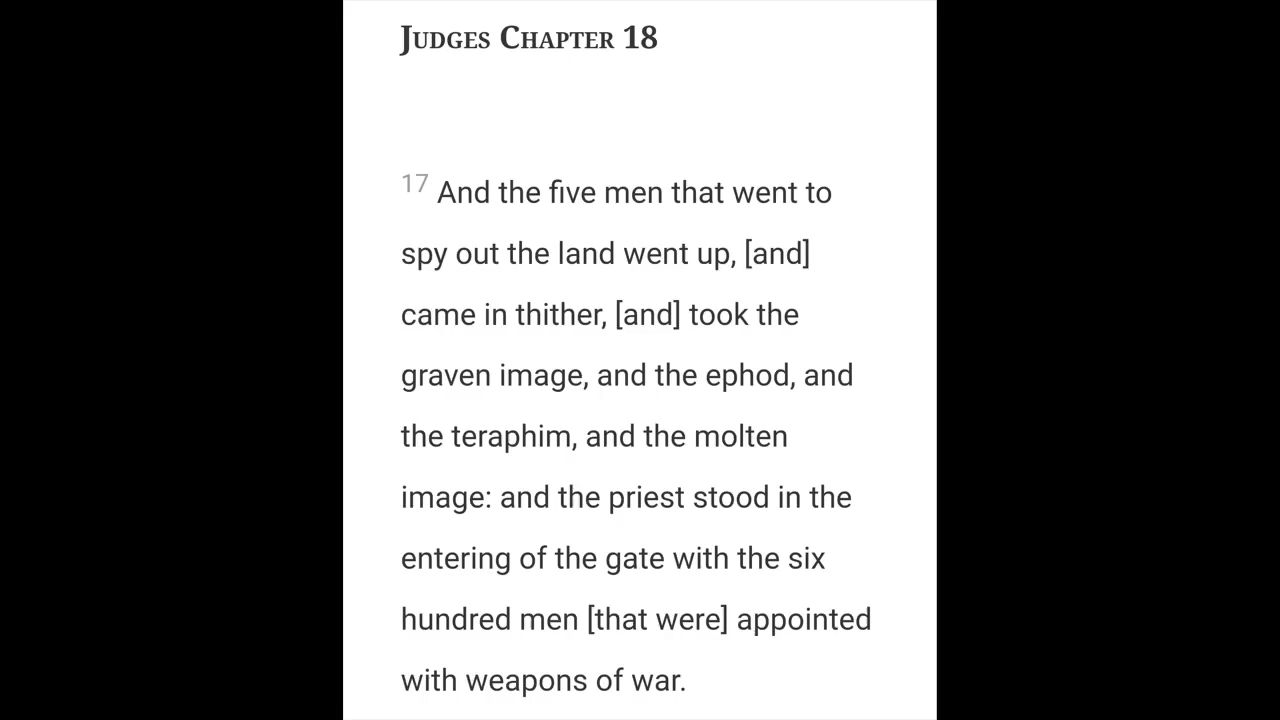 Judges Chapter 18
17 And the five men that went to
spy out the land went up, [and]
came in thither, [and] took the
graven image, and the ephod, and
the teraphim, and the molten
image: and the priest stood in the
entering of the gate with the six
hundred men [that were] appointed
with weapons of war.